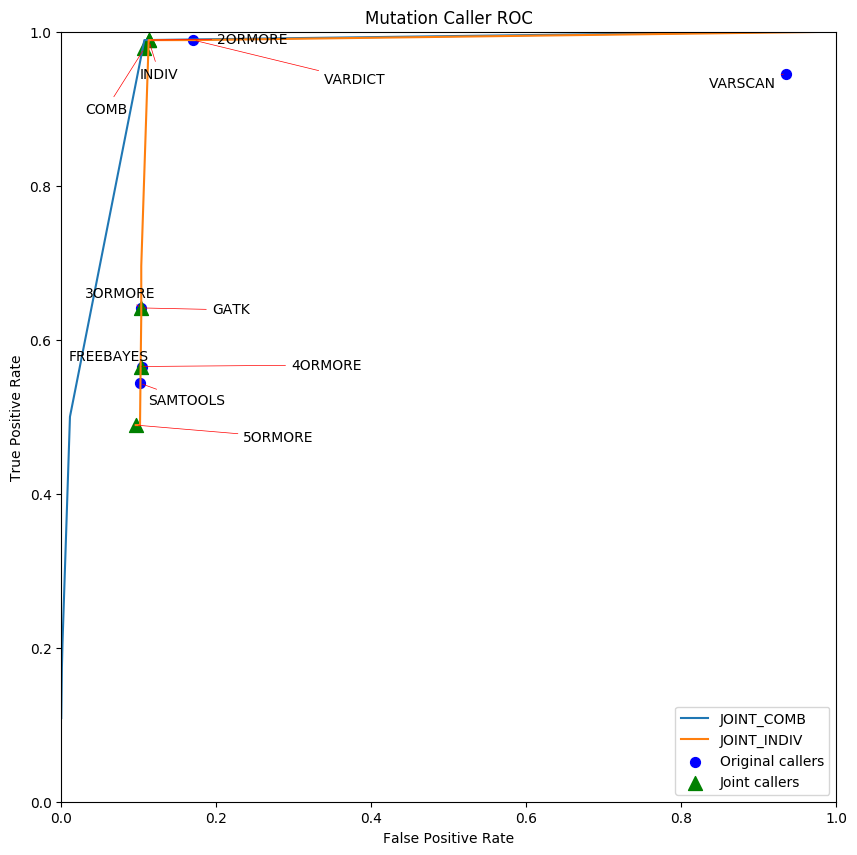 Mutation Caller ROC
1.0
2ORMORE
INDIV
VARDICT
VARSCAN
COMB
0.8
3ORMORE
GATK
0.6
FREEBAYES
4ORMORE
SAMTOOLS
5ORMORE
True Positive Rate
0.4
0.2
JOINT_COMB
JOINT_INDIV
Original callers
Joint callers
0.0
0.0 0.2 0.4 0.6 0.8 1.0
False Positive Rate